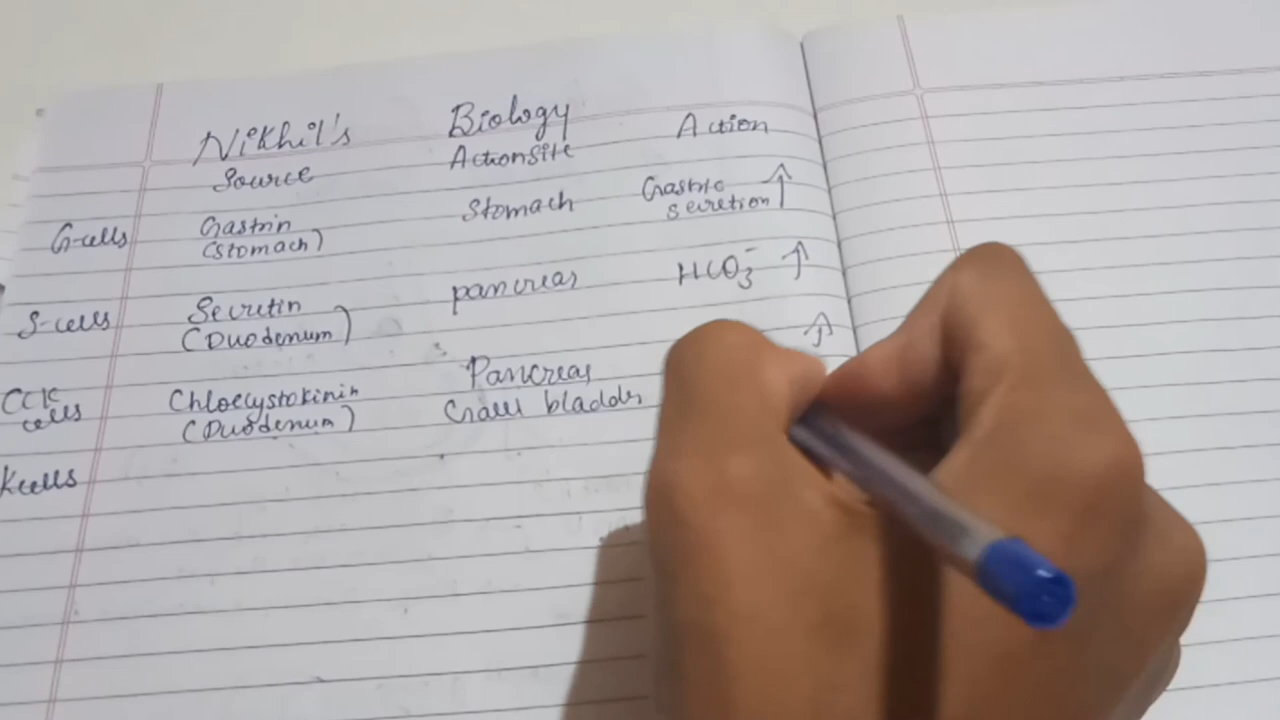 Nikhil's Biology
Source Actionsite Action
G-cells Gastrin Stomach Gastric
(stomach) secretion ↑
S-cells Secretin pancreas HCO3- ↑
(Duodenum)
↑
CCK Chloecystokinin Pancreas
cells (Duodenum) Gall bladder
K cells